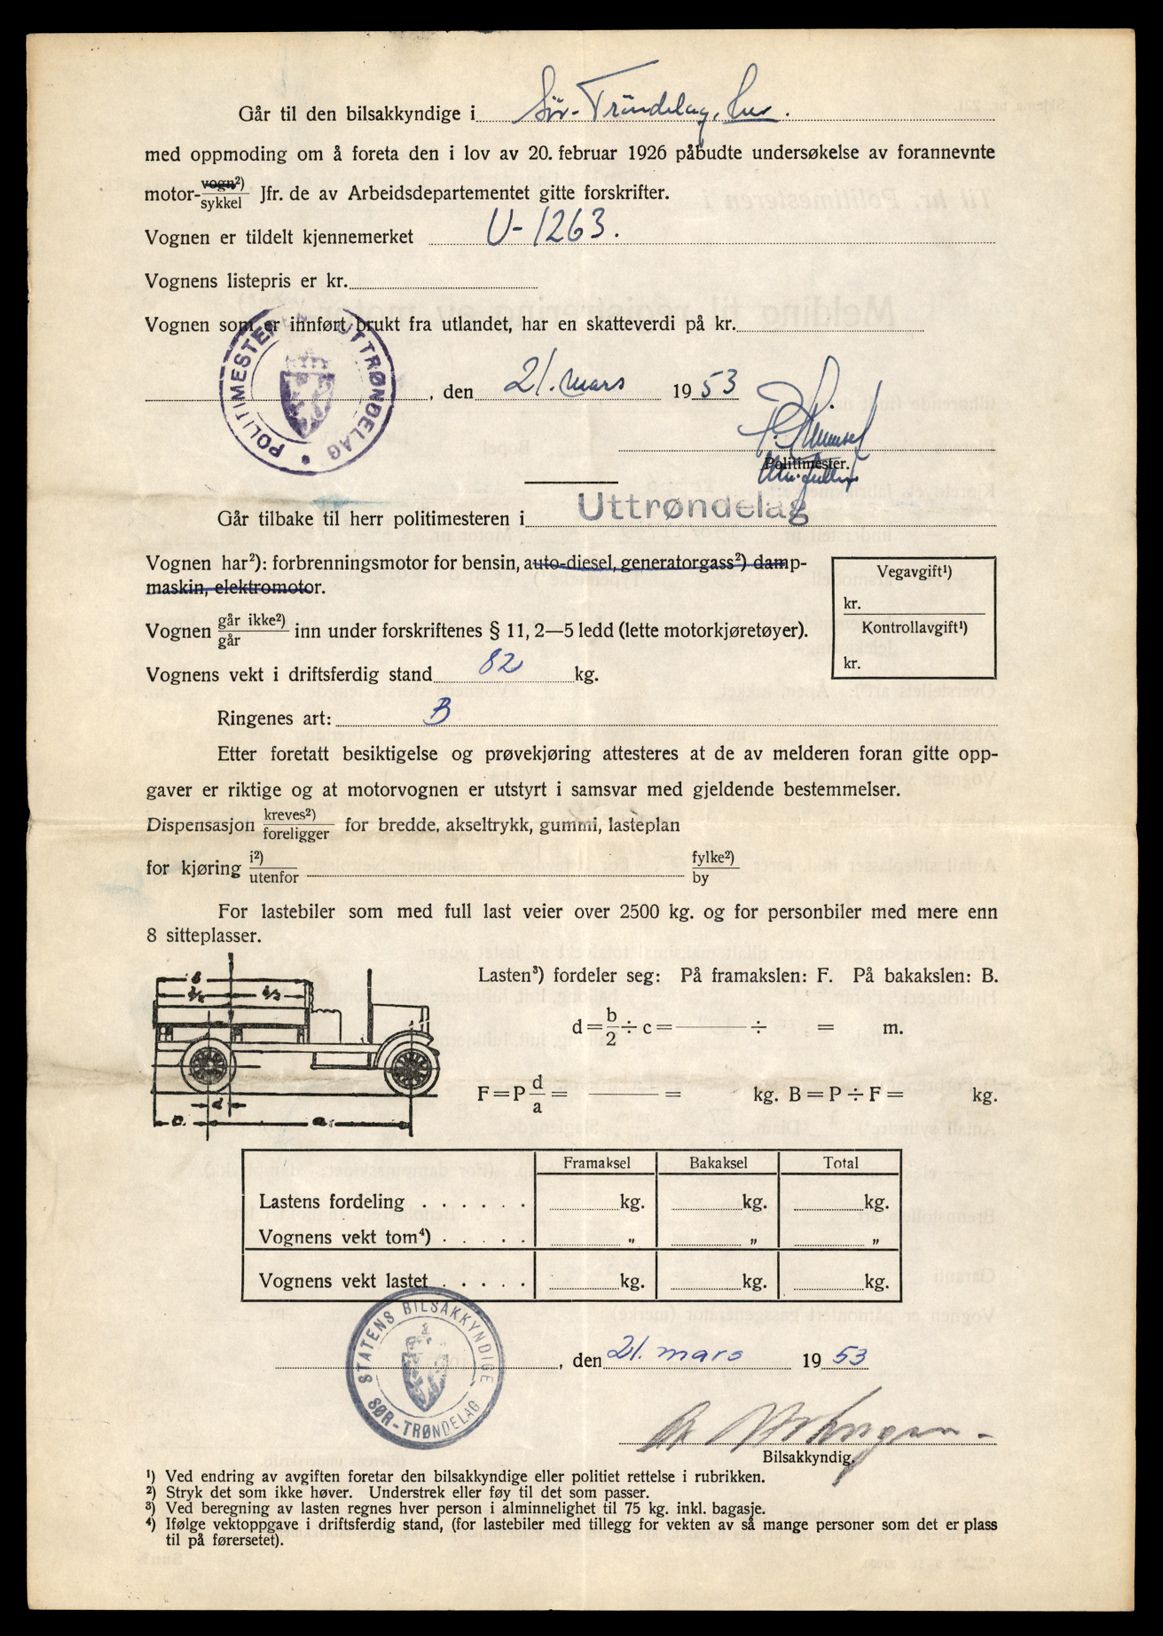 Går til den bilsakkyndige i Sør-Trøndelag, her.
med oppmoding om å foreta den i lov av 20. februar 1926 påbudte undersøkelse av forannevnte
motor- vogn²) sykkel Jfr. de av Arbeidsdepartementet gitte forskrifter.
Vognen er tildelt kjennemerket U-1263.
Vognens listepris er kr.
Vognen som er innført brukt fra utlandet, har en skatteverdi på kr.
POLITIMESTEREN I UTTRØNDELAG
, den 21. mars 1953
Politimester.
Går tilbake til herr politimesteren i Uttrøndelag
Vognen har²): forbrenningsmotor for bensin, auto-diesel, generatorgass²) damp-
maskin, elektromotor.
Vegavgift¹)
kr.
Kontrollavgift¹)
kr.
Vognen går ikke²) går inn under forskriftenes § 11, 2—5 ledd (lette motorkjøretøyer).
Vognens vekt i driftsferdig stand 82 kg.
Ringenes art: B
Etter foretatt besiktigelse og prøvekjøring attesteres at de av melderen foran gitte opp-
gaver er riktige og at motorvognen er utstyrt i samsvar med gjeldende bestemmelser.
Dispensasjon kreves²) foreligger for bredde, akseltrykk, gummi, lasteplan
for kjøring i²) utenfor fylke²) by
For lastebiler som med full last veier over 2500 kg. og for personbiler med mere enn
8 sitteplasser.
Lasten³) fordeler seg: På framakslen: F. På bakakslen: B.
d = b/2 ÷ c = ÷ = m.
F = P d/a = = kg. B = P ÷ F = kg.
Framaksel Bakaksel Total
Lastens fordeling . . . . . . kg. kg. kg.
Vognens vekt tom⁴) . . . . . „ „ „
Vognens vekt lastet . . . . . kg. kg. kg.
STATENS BILSAKKYNDIGE SØR-TRØNDELAG
, den 21. mars 1953
Bilsakkyndig.
¹) Ved endring av avgiften foretar den bilsakkyndige eller politiet rettelse i rubrikken.
²) Stryk det som ikke høver. Understrek eller føy til det som passer.
³) Ved beregning av lasten regnes hver person i alminnelighet til 75 kg. inkl. bagasje.
⁴) Ifølge vektoppgave i driftsferdig stand, (for lastebiler med tillegg for vekten av så mange personer som det er plass
til på førersetet).